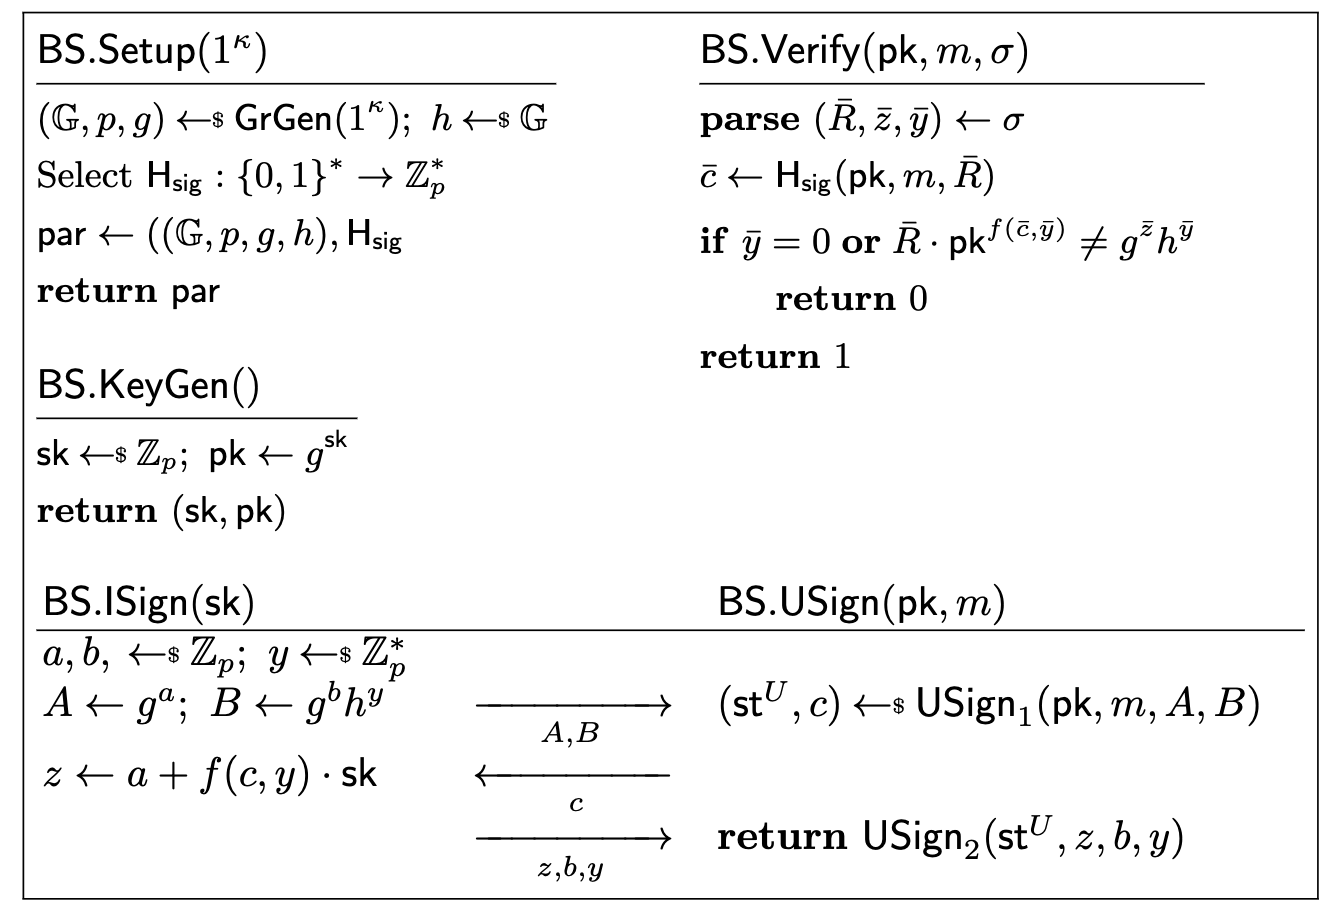 BS.Setup(1^κ)
(𝔾, p, g) ←$ GrGen(1^κ); h ←$ 𝔾
Select H_sig : {0, 1}* → ℤ*_p
par ← ((𝔾, p, g, h), H_sig
return par
BS.KeyGen()
sk ←$ ℤ_p; pk ← g^sk
return (sk, pk)
BS.Verify(pk, m, σ)
parse (R̄, z̄, ȳ) ← σ
c̄ ← H_sig(pk, m, R̄)
if ȳ = 0 or R̄ · pk^{f(c̄,ȳ)} ≠ g^z̄ h^ȳ
return 0
return 1
BS.ISign(sk) BS.USign(pk, m)
a, b, ←$ ℤ_p; y ←$ ℤ*_p
A ← g^a; B ← g^b h^y ⟶ (st^U, c) ←$ USign_1(pk, m, A, B)
A,B
z ← a + f(c, y) · sk ⟵
c
⟶ return USign_2(st^U, z, b, y)
z,b,y